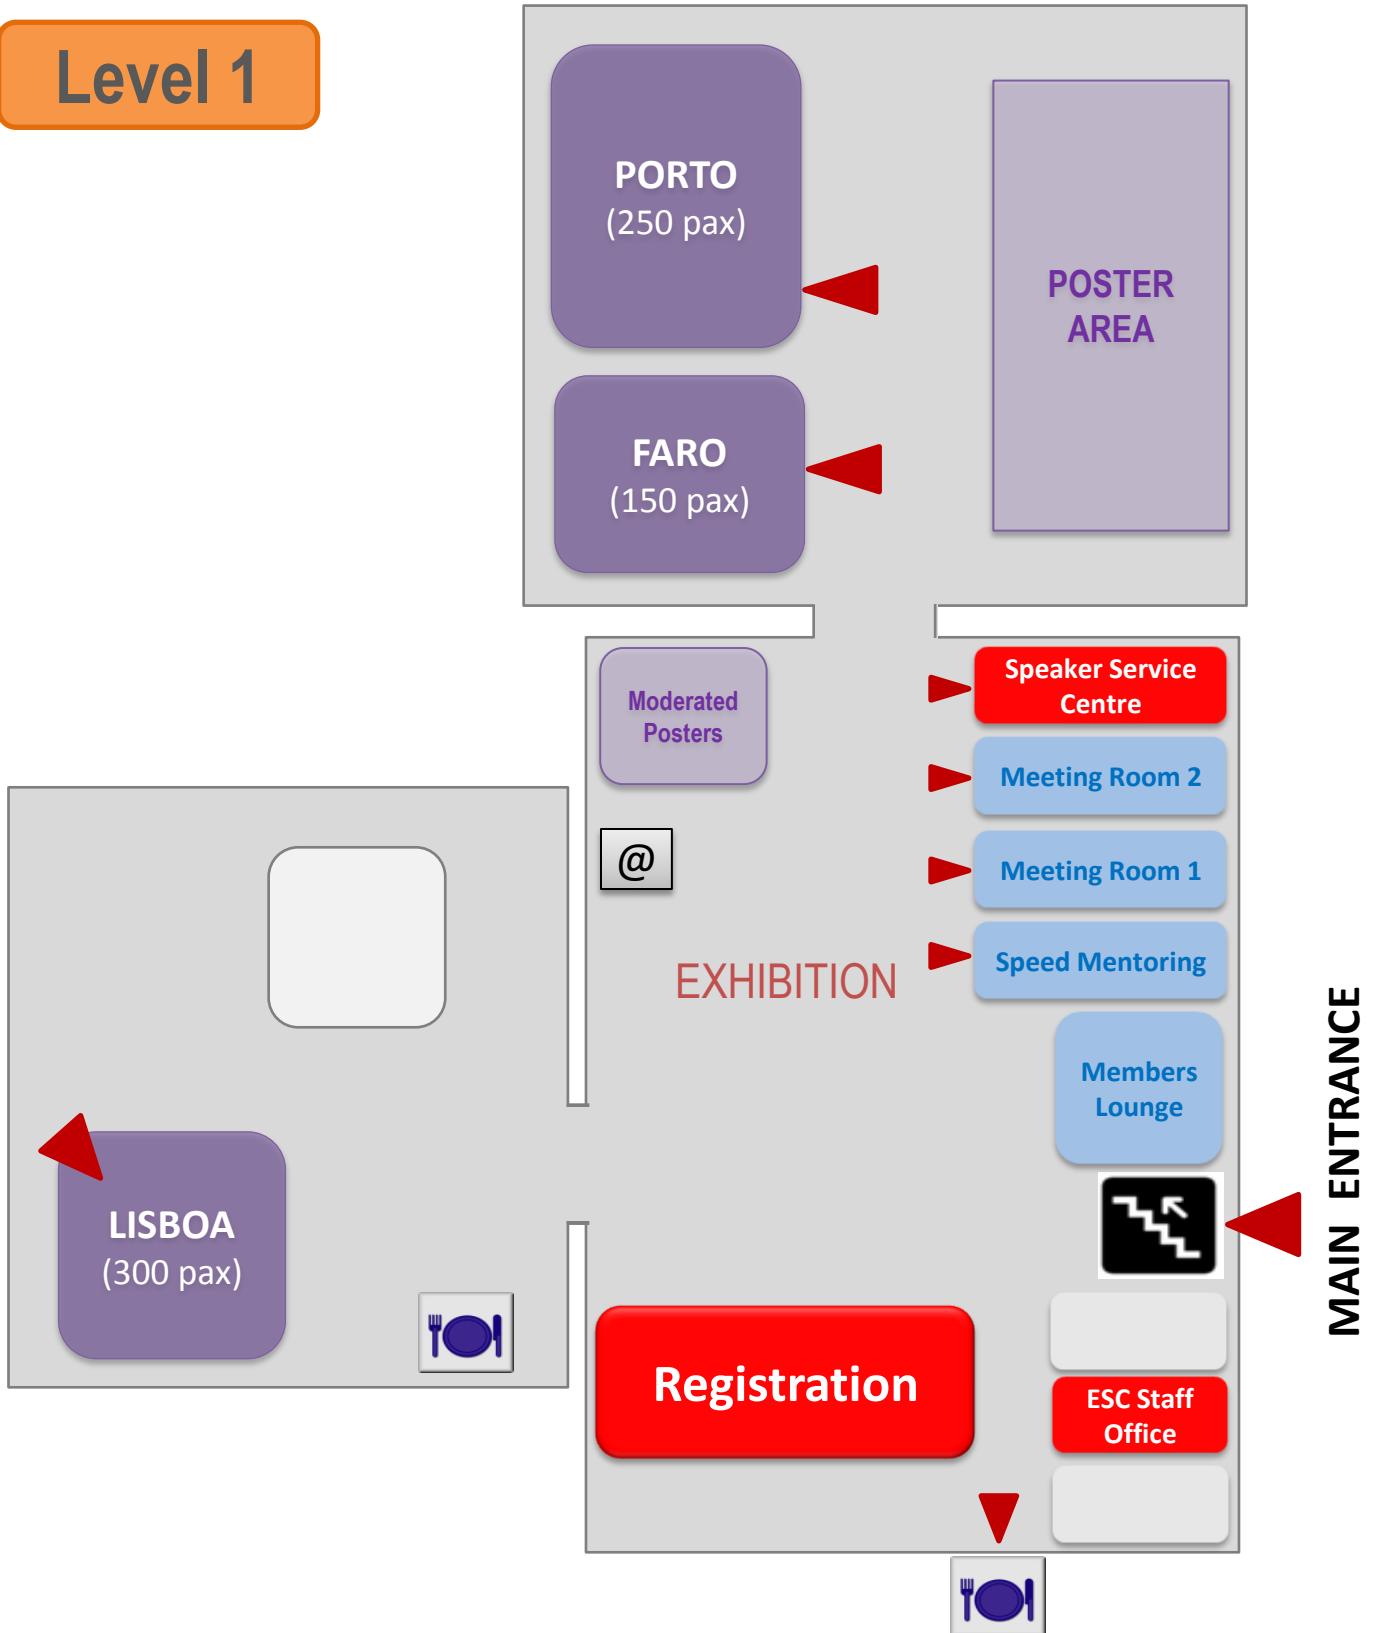 Level 1
PORTO
(250 pax)
POSTER
AREA
FARO
(150 pax)
Speaker Service
Centre
Moderated
Posters
Meeting Room 2
@
Meeting Room 1
Speed Mentoring
EXHIBITION
Members
Lounge
MAIN ENTRANCE
LISBOA
(300 pax)
Registration
ESC Staff
Office